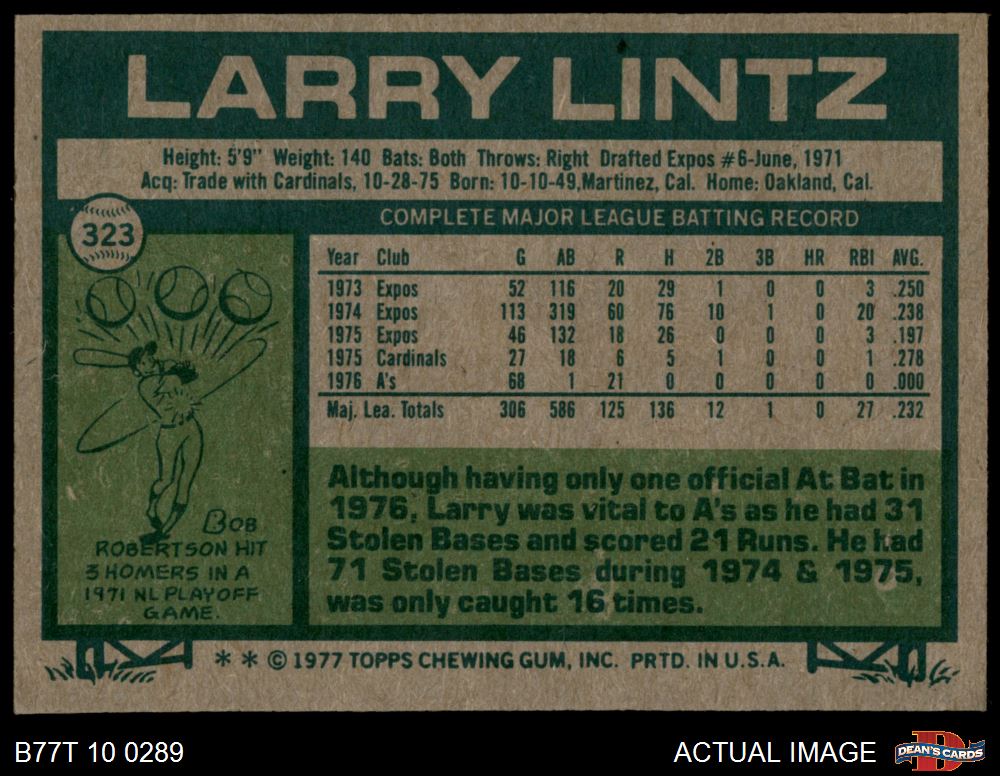 LARRY LINTZ
Height: 5'9" Weight: 140 Bats: Both Throws: Right Drafted Expos #6-June, 1971
Acq: Trade with Cardinals, 10-28-75 Born: 10-10-49,Martinez, Cal. Home: Oakland, Cal.
323
COMPLETE MAJOR LEAGUE BATTING RECORD
Year Club G AB R H 2B 3B HR RBI AVG.
1973 Expos 52 116 20 29 1 0 0 3 .250
1974 Expos 113 319 60 76 10 1 0 20 .238
1975 Expos 46 132 18 26 0 0 0 3 .197
1975 Cardinals 27 18 6 5 1 0 0 1 .278
1976 A's 68 1 21 0 0 0 0 0 .000
Maj. Lea. Totals 306 586 125 136 12 1 0 27 .232
BOB
ROBERTSON HIT
3 HOMERS IN A
1971 NL PLAYOFF
GAME.
Although having only one official At Bat in
1976, Larry was vital to A's as he had 31
Stolen Bases and scored 21 Runs. He had
71 Stolen Bases during 1974 & 1975,
was only caught 16 times.
* * © 1977 TOPPS CHEWING GUM, INC. PRTD. IN U.S.A.
B77T 10 0289
ACTUAL IMAGE
DEAN'S CARDS